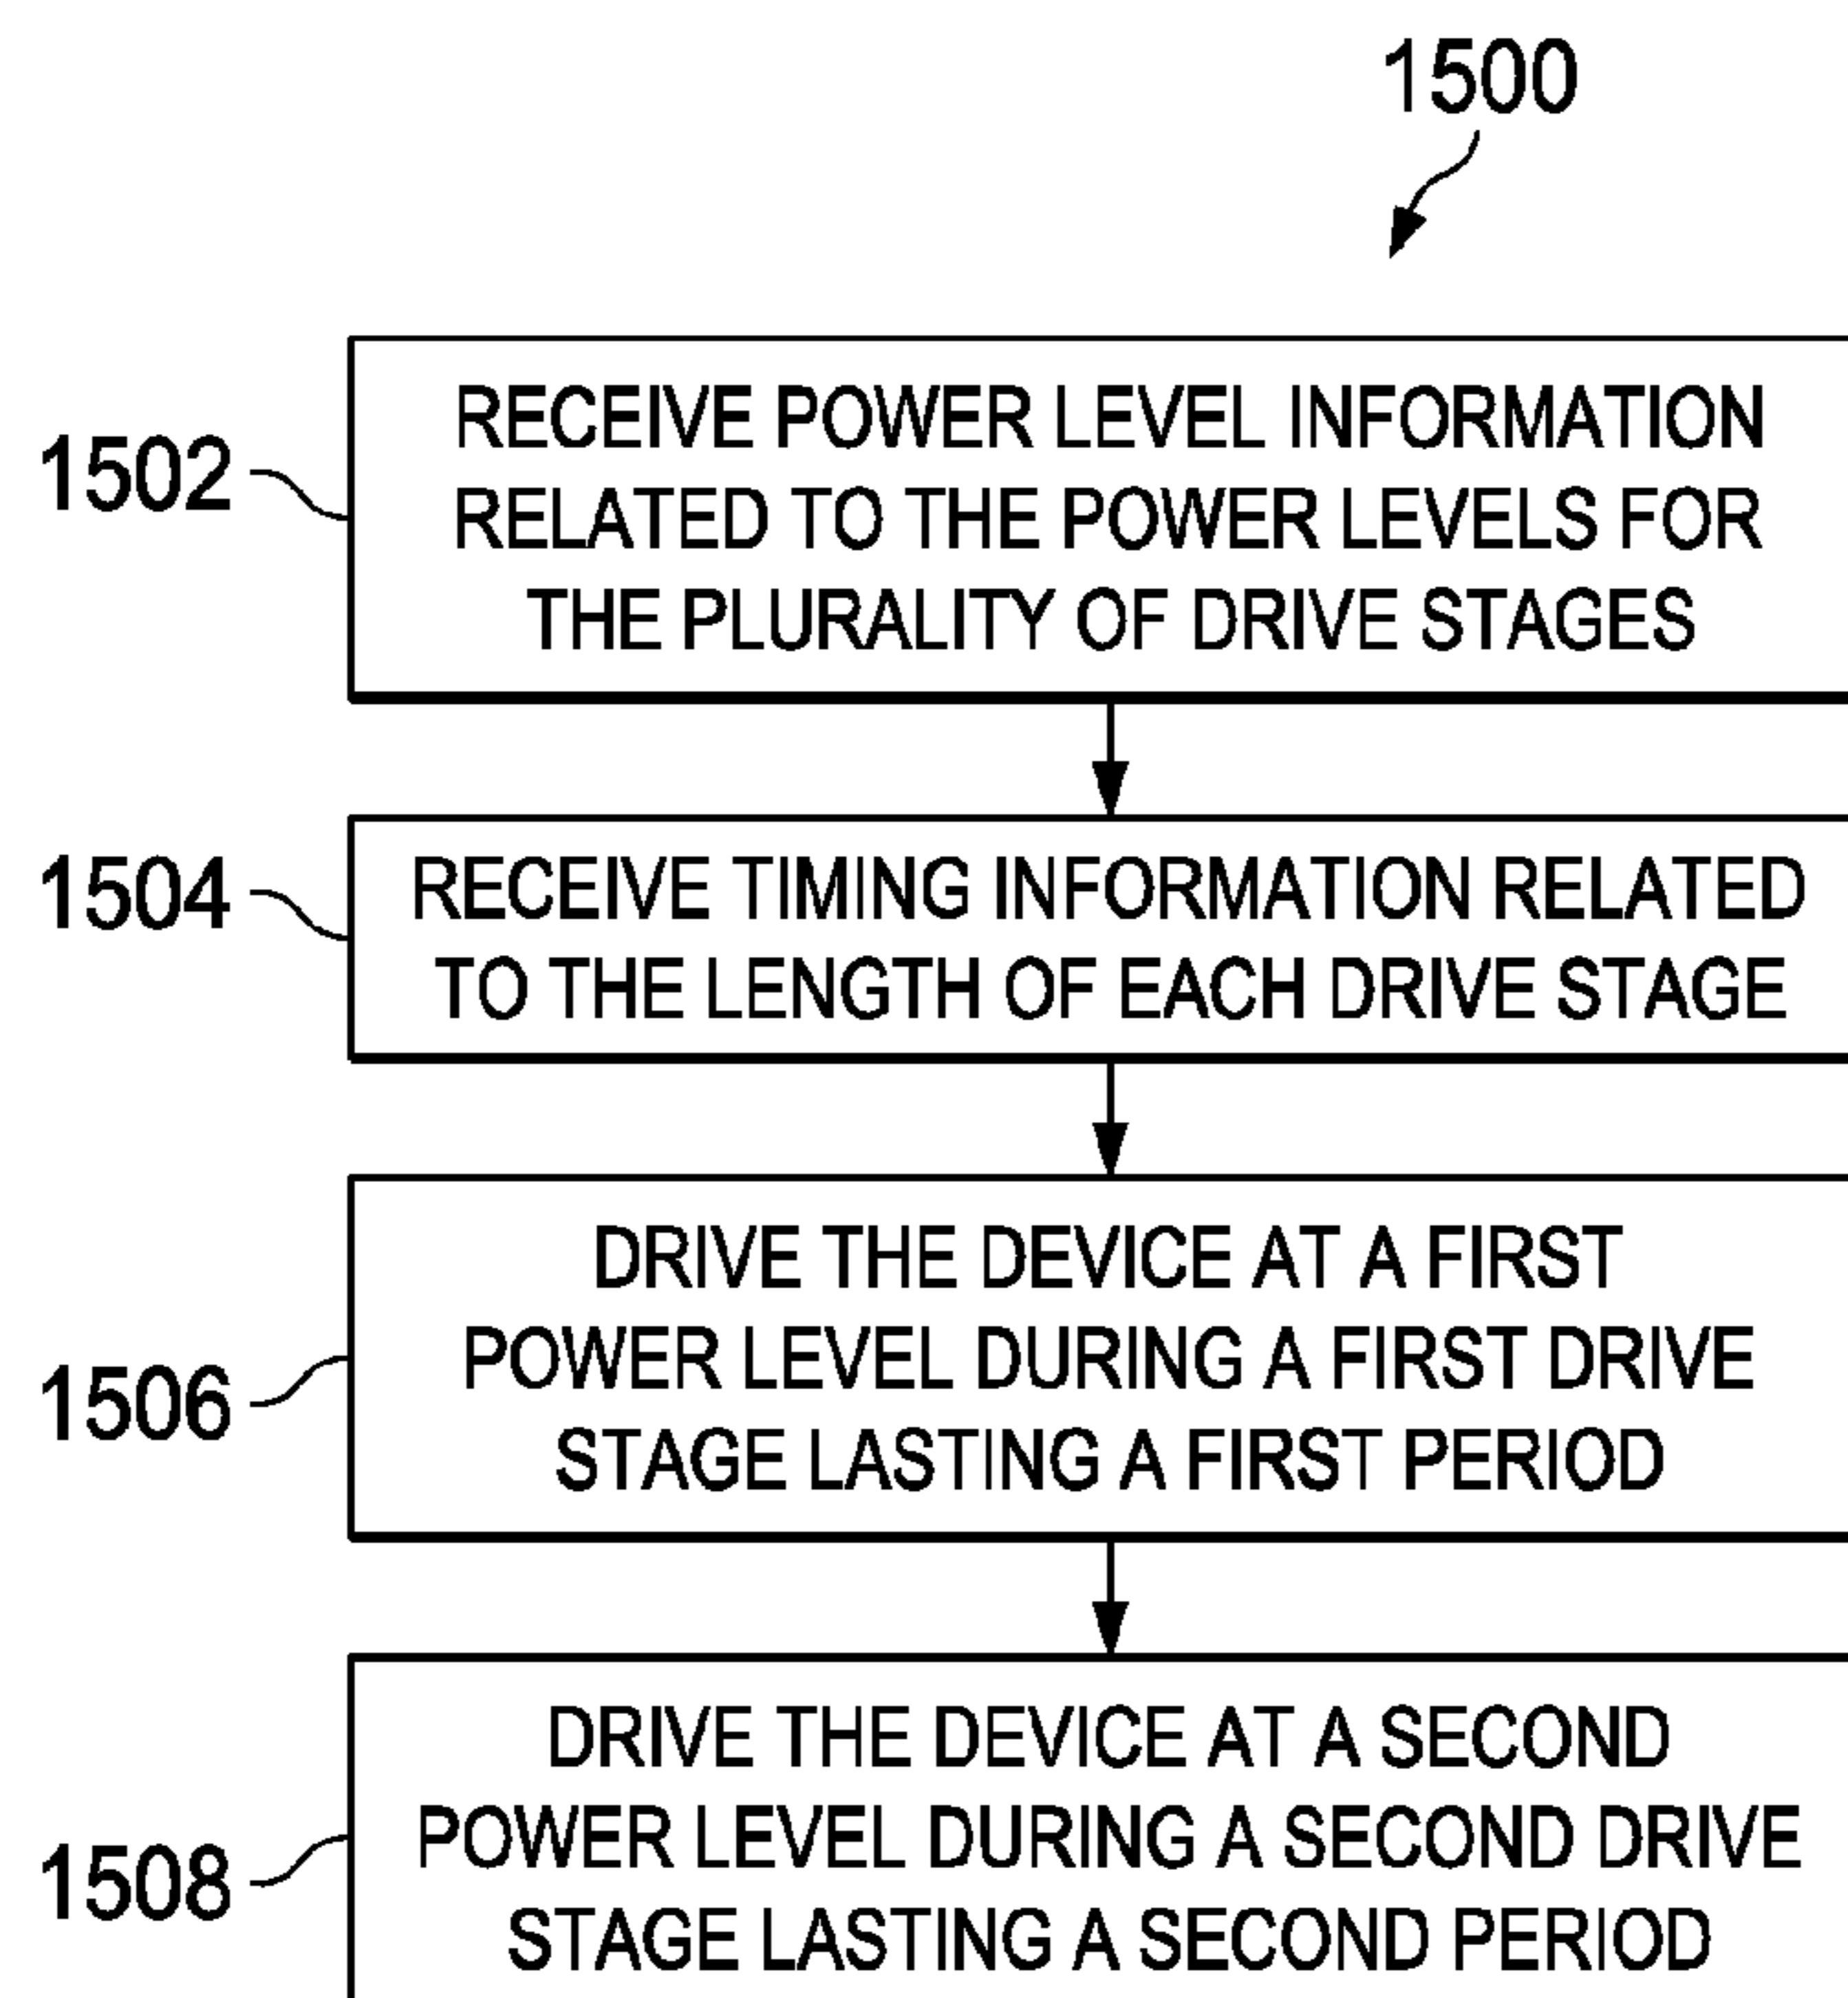 1500
1502
RECEIVE POWER LEVEL INFORMATION
RELATED TO THE POWER LEVELS FOR
THE PLURALITY OF DRIVE STAGES
1504
RECEIVE TIMING INFORMATION RELATED
TO THE LENGTH OF EACH DRIVE STAGE
1506
DRIVE THE DEVICE AT A FIRST
POWER LEVEL DURING A FIRST DRIVE
STAGE LASTING A FIRST PERIOD
1508
DRIVE THE DEVICE AT A SECOND
POWER LEVEL DURING A SECOND DRIVE
STAGE LASTING A SECOND PERIOD